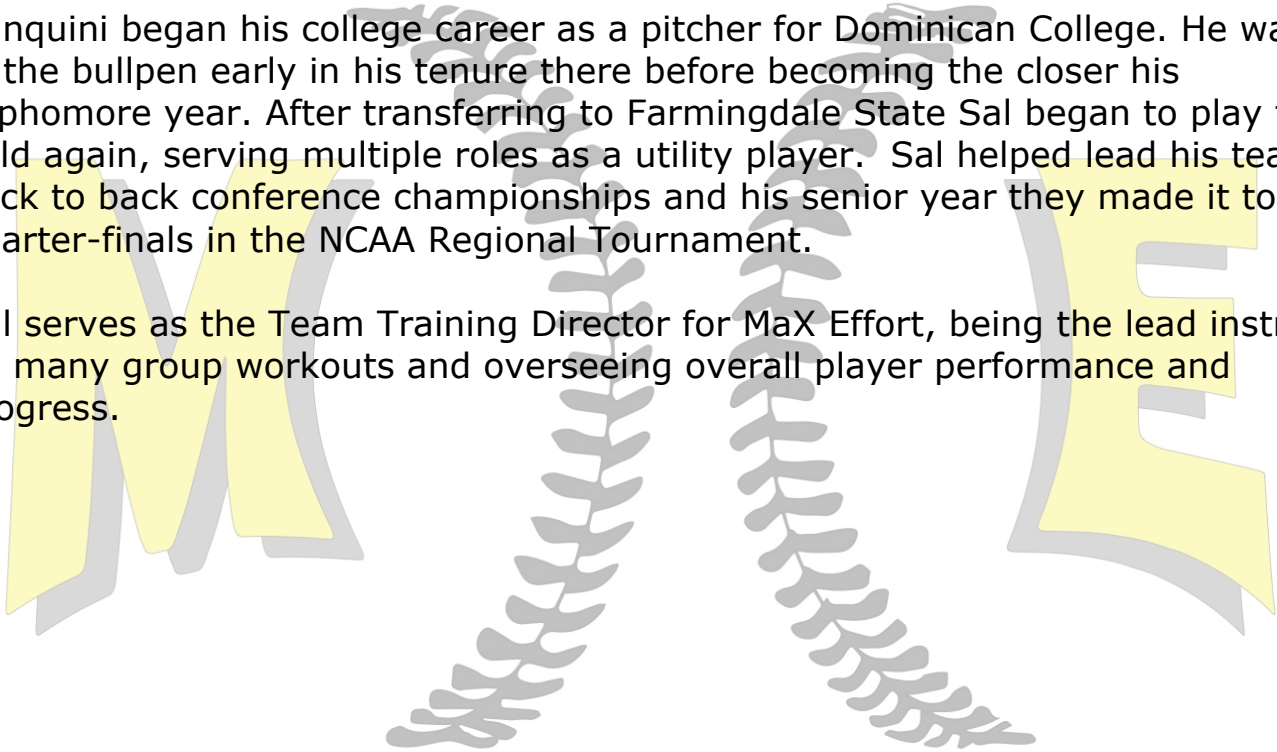 nquini began his college career as a pitcher for Dominican College. He wa
the bullpen early in his tenure there before becoming the closer his
phomore year. After transferring to Farmingdale State Sal began to play
ld again, serving multiple roles as a utility player.  Sal helped lead his tea
ck to back conference championships and his senior year they made it to
arter-finals in the NCAA Regional Tournament.
l serves as the Team Training Director for MaX Effort, being the lead instr
many group workouts and overseeing overall player performance and
ogress.
M E